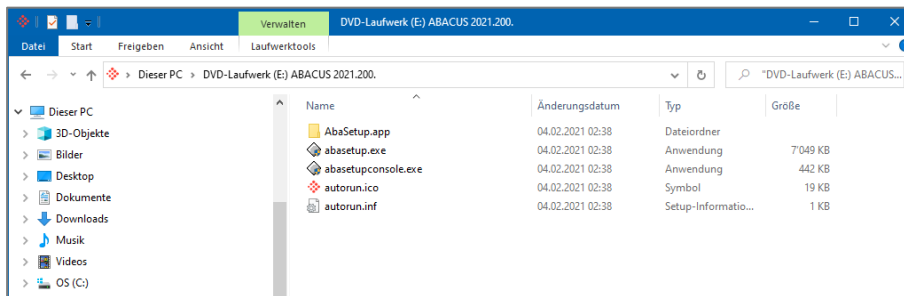 Verwalten DVD-Laufwerk (E:) ABACUS 2021.200.
Datei Start Freigeben Ansicht Laufwerktools
Dieser PC › DVD-Laufwerk (E:) ABACUS 2021.200. "DVD-Laufwerk (E:) ABACUS...
Dieser PC
3D-Objekte
Bilder
Desktop
Dokumente
Downloads
Musik
Videos
OS (C:)
Name Änderungsdatum Typ Größe
AbaSetup.app 04.02.2021 02:38 Dateiordner
abasetup.exe 04.02.2021 02:38 Anwendung 7'049 KB
abasetupconsole.exe 04.02.2021 02:38 Anwendung 442 KB
autorun.ico 04.02.2021 02:38 Symbol 19 KB
autorun.inf 04.02.2021 02:38 Setup-Informatio... 1 KB